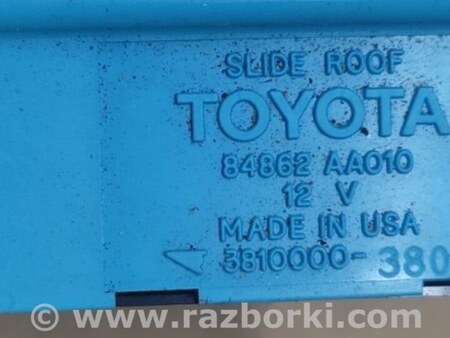 SLIDE ROOF
TOYOTA
84862 AA010
12 V
MADE IN USA
3810000-380
www.razborki.com